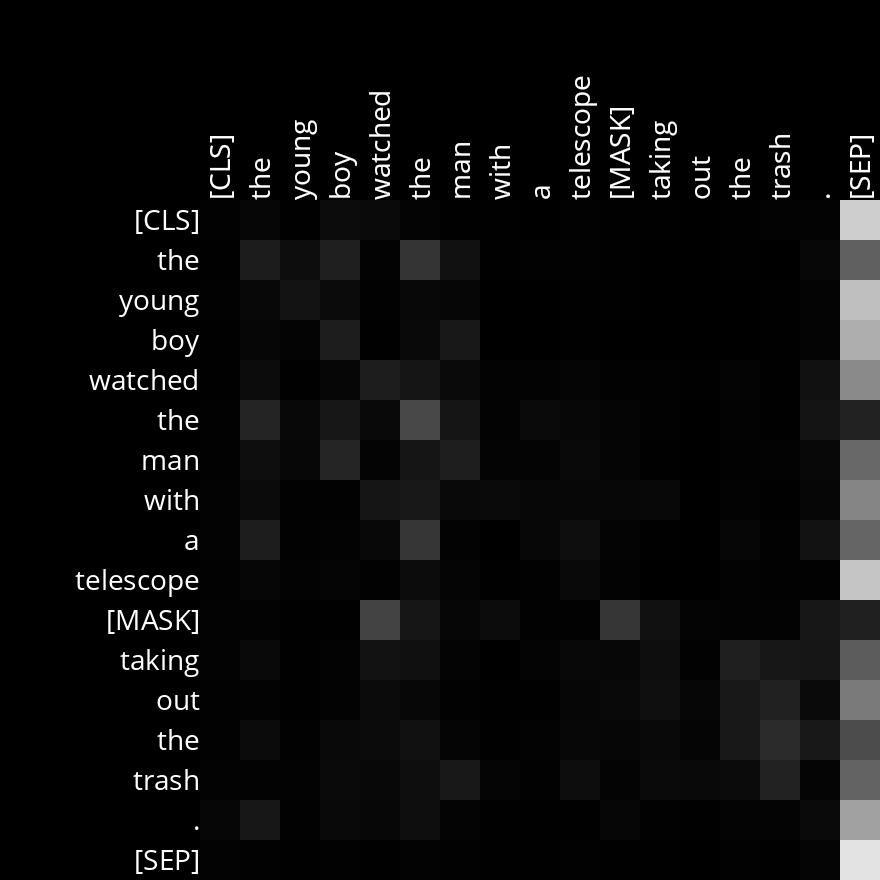 [CLS] the young boy watched the man with a telescope [MASK] taking out the trash . [SEP]
[CLS]
the
young
boy
watched
the
man
with
a
telescope
[MASK]
taking
out
the
trash
.
[SEP]